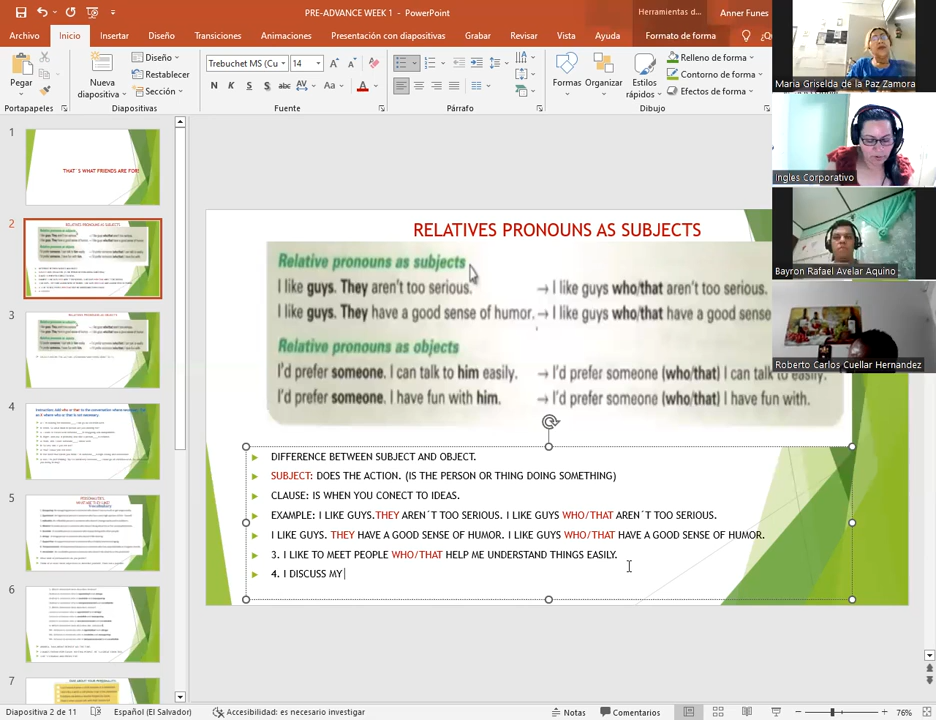 PRE-ADVANCE WEEK 1 - PowerPoint
Herramientas d...
Anner Funes
Archivo
Inicio
Insertar
Diseño
Transiciones
Animaciones
Presentación con diapositivas
Grabar
Revisar
Vista
Ayuda
Formato de forma
Pegar
Portapapeles
Nueva
diapositiva
Diseño
Restablecer
Sección
Diapositivas
Trebuchet MS (Cu
14
N K S S abc AV Aa A
Fuente
Párrafo
Formas
Organizar
Estilos
rápidos
Relleno de forma
Contorno de forma
Efectos de forma
Dibujo
Maria Griselda de la Paz Zamora
Ingles Corporativo
Bayron Rafael Avelar Aquino
Roberto Carlos Cuellar Hernandez
1
THAT´S WHAT FRIENDS ARE FOR!
2
3
4
5
6
7
RELATIVES PRONOUNS AS SUBJECTS
Relative pronouns as subjects
I like guys. They aren't too serious. → I like guys who/that aren't too serious.
I like guys. They have a good sense of humor. → I like guys who/that have a good sense
Relative pronouns as objects
I'd prefer someone. I can talk to him easily. → I'd prefer someone (who/that) I can talk to easily.
I'd prefer someone. I have fun with him. → I'd prefer someone (who/that) I have fun with.
DIFFERENCE BETWEEN SUBJECT AND OBJECT.
SUBJECT: DOES THE ACTION. (IS THE PERSON OR THING DOING SOMETHING)
CLAUSE: IS WHEN YOU CONECT TO IDEAS.
EXAMPLE: I LIKE GUYS.THEY AREN´T TOO SERIOUS. I LIKE GUYS WHO/THAT AREN´T TOO SERIOUS.
I LIKE GUYS. THEY HAVE A GOOD SENSE OF HUMOR. I LIKE GUYS WHO/THAT HAVE A GOOD SENSE OF HUMOR.
3. I LIKE TO MEET PEOPLE WHO/THAT HELP ME UNDERSTAND THINGS EASILY.
4. I DISCUSS MY
Diapositiva 2 de 11
Español (El Salvador)
Accesibilidad: es necesario investigar
Notas
Comentarios
76%